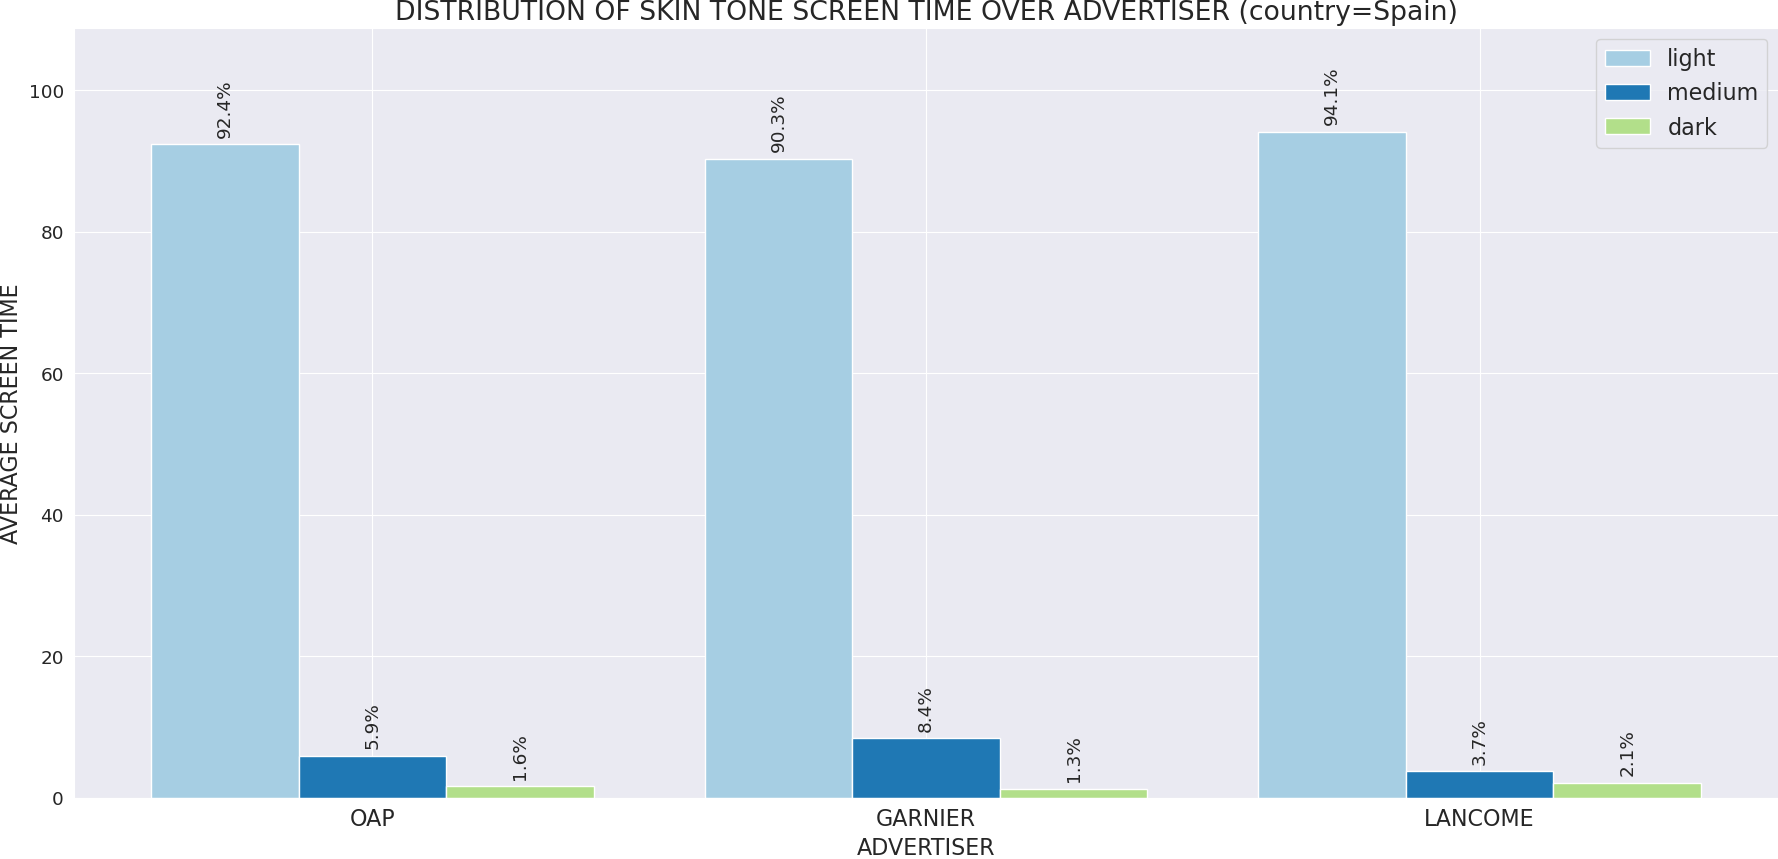 DISTRIBUTION OF SKIN TONE SCREEN TIME OVER ADVERTISER (country=Spain)
light
medium
dark
AVERAGE SCREEN TIME
100
80
60
40
20
0
92.4%
5.9%
1.6%
90.3%
8.4%
1.3%
94.1%
3.7%
2.1%
OAP
GARNIER
LANCOME
ADVERTISER